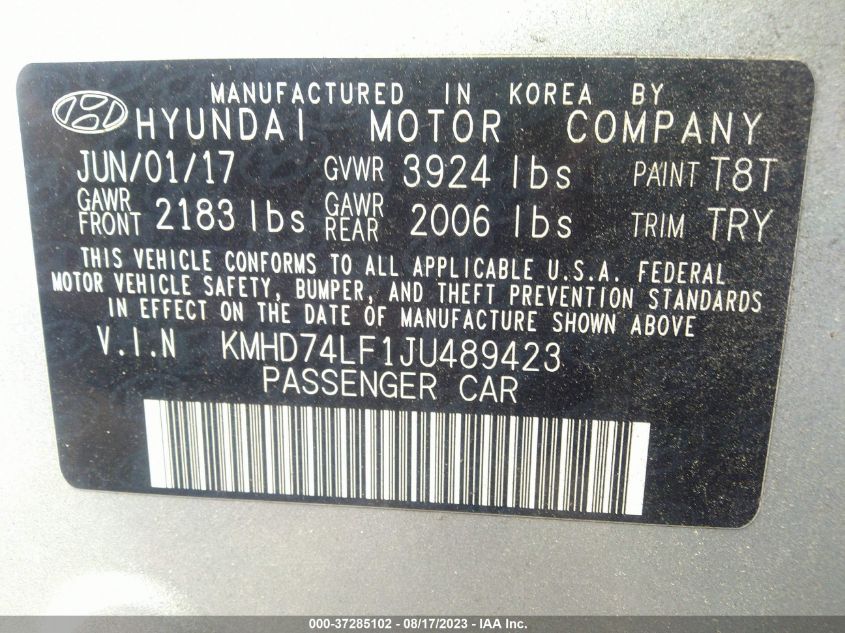 MANUFACTURED IN KOREA BY
HYUNDAI MOTOR COMPANY
JUN/01/17 GVWR 3924 lbs PAINT T8T
GAWR FRONT 2183 lbs GAWR REAR 2006 lbs TRIM TRY
THIS VEHICLE CONFORMS TO ALL APPLICABLE U.S.A. FEDERAL
MOTOR VEHICLE SAFETY, BUMPER, AND THEFT PREVENTION STANDARDS
IN EFFECT ON THE DATE OF MANUFACTURE SHOWN ABOVE
V.I.N KMHD74LF1JU489423
PASSENGER CAR
000-37285102 - 08/17/2023 - IAA Inc.